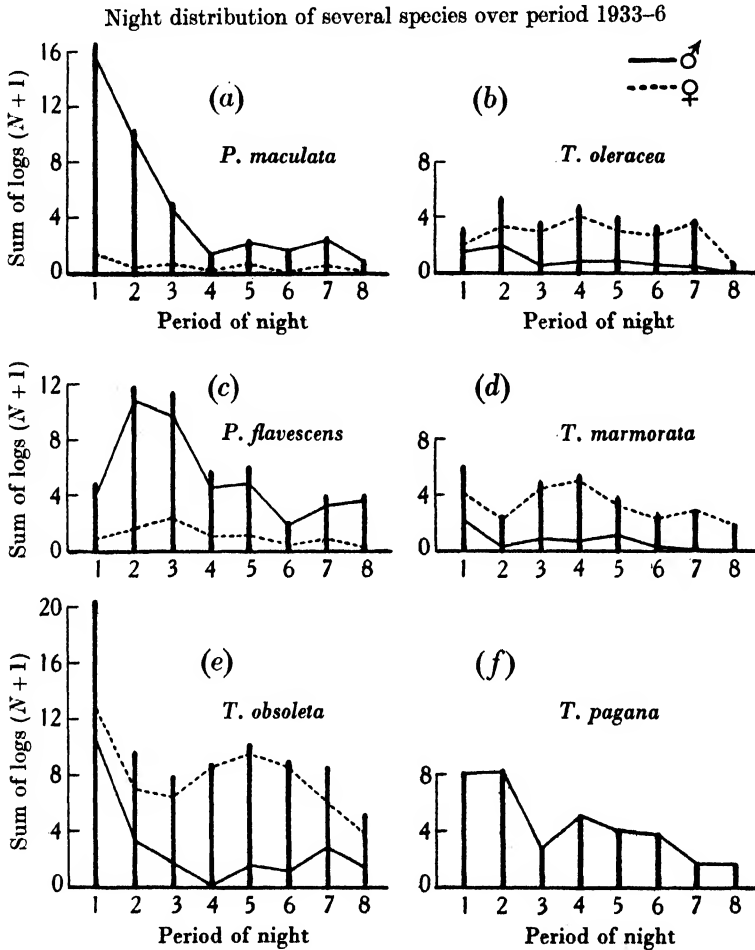 Night distribution of several species over period 1933–6
♂
♀
Sum of logs (N + 1)
16
12
8
4
0
(a)
P. maculata
1 2 3 4 5 6 7 8
Period of night
(b)
T. oleracea
8
4
0
1 2 3 4 5 6 7 8
Period of night
Sum of logs (N + 1)
12
8
4
0
(c)
P. flavescens
1 2 3 4 5 6 7 8
(d)
T. marmorata
8
4
0
1 2 3 4 5 6 7 8
Sum of logs (N + 1)
20
16
12
8
4
0
(e)
T. obsoleta
1 2 3 4 5 6 7 8
Period of night
(f)
T. pagana
8
4
0
1 2 3 4 5 6 7 8
Period of night